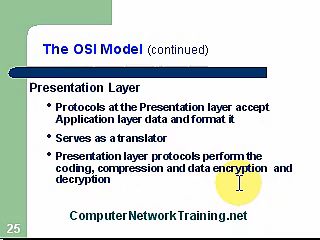 The OSI Model (continued)
Presentation Layer
• Protocols at the Presentation layer accept
Application layer data and format it
• Serves as a translator
• Presentation layer protocols perform the
coding, compression and data encryption and
decryption
25
ComputerNetworkTraining.net